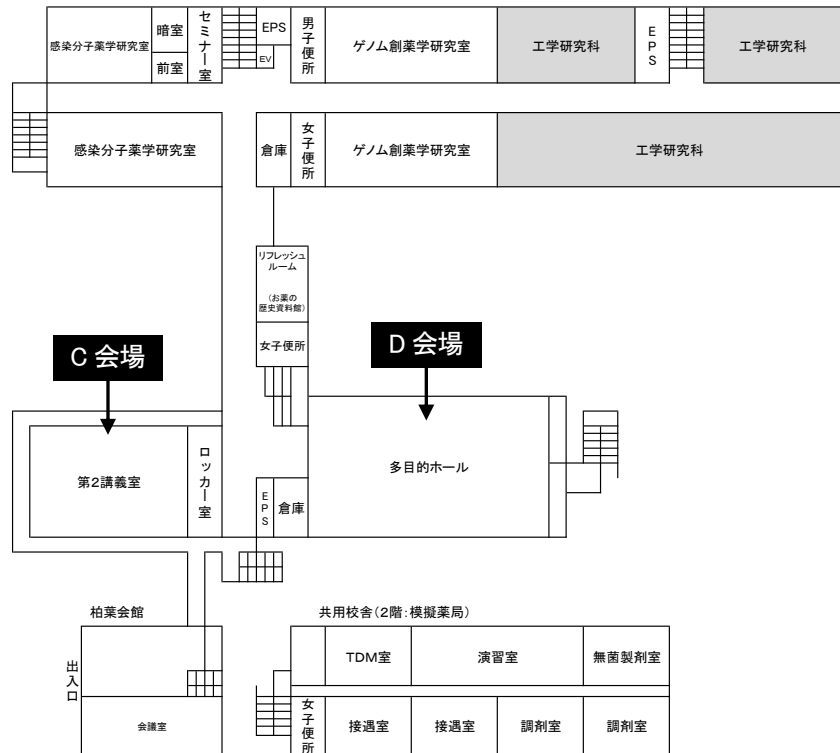 感染分子薬学研究室
暗室
前室
セミナー室
EPS
EV
男子便所
ゲノム創薬学研究室
工学研究科
EPS
工学研究科
感染分子薬学研究室
倉庫
女子便所
ゲノム創薬学研究室
工学研究科
リフレッシュ
ルーム
(お薬の
歴史資料館)
女子便所
C 会場
D 会場
第2講義室
ロッカー室
EPS
倉庫
多目的ホール
柏葉会館
出入口
会議室
共用校舎(2階:模擬薬局)
TDM室
演習室
無菌製剤室
女子便所
接遇室
接遇室
調剤室
調剤室